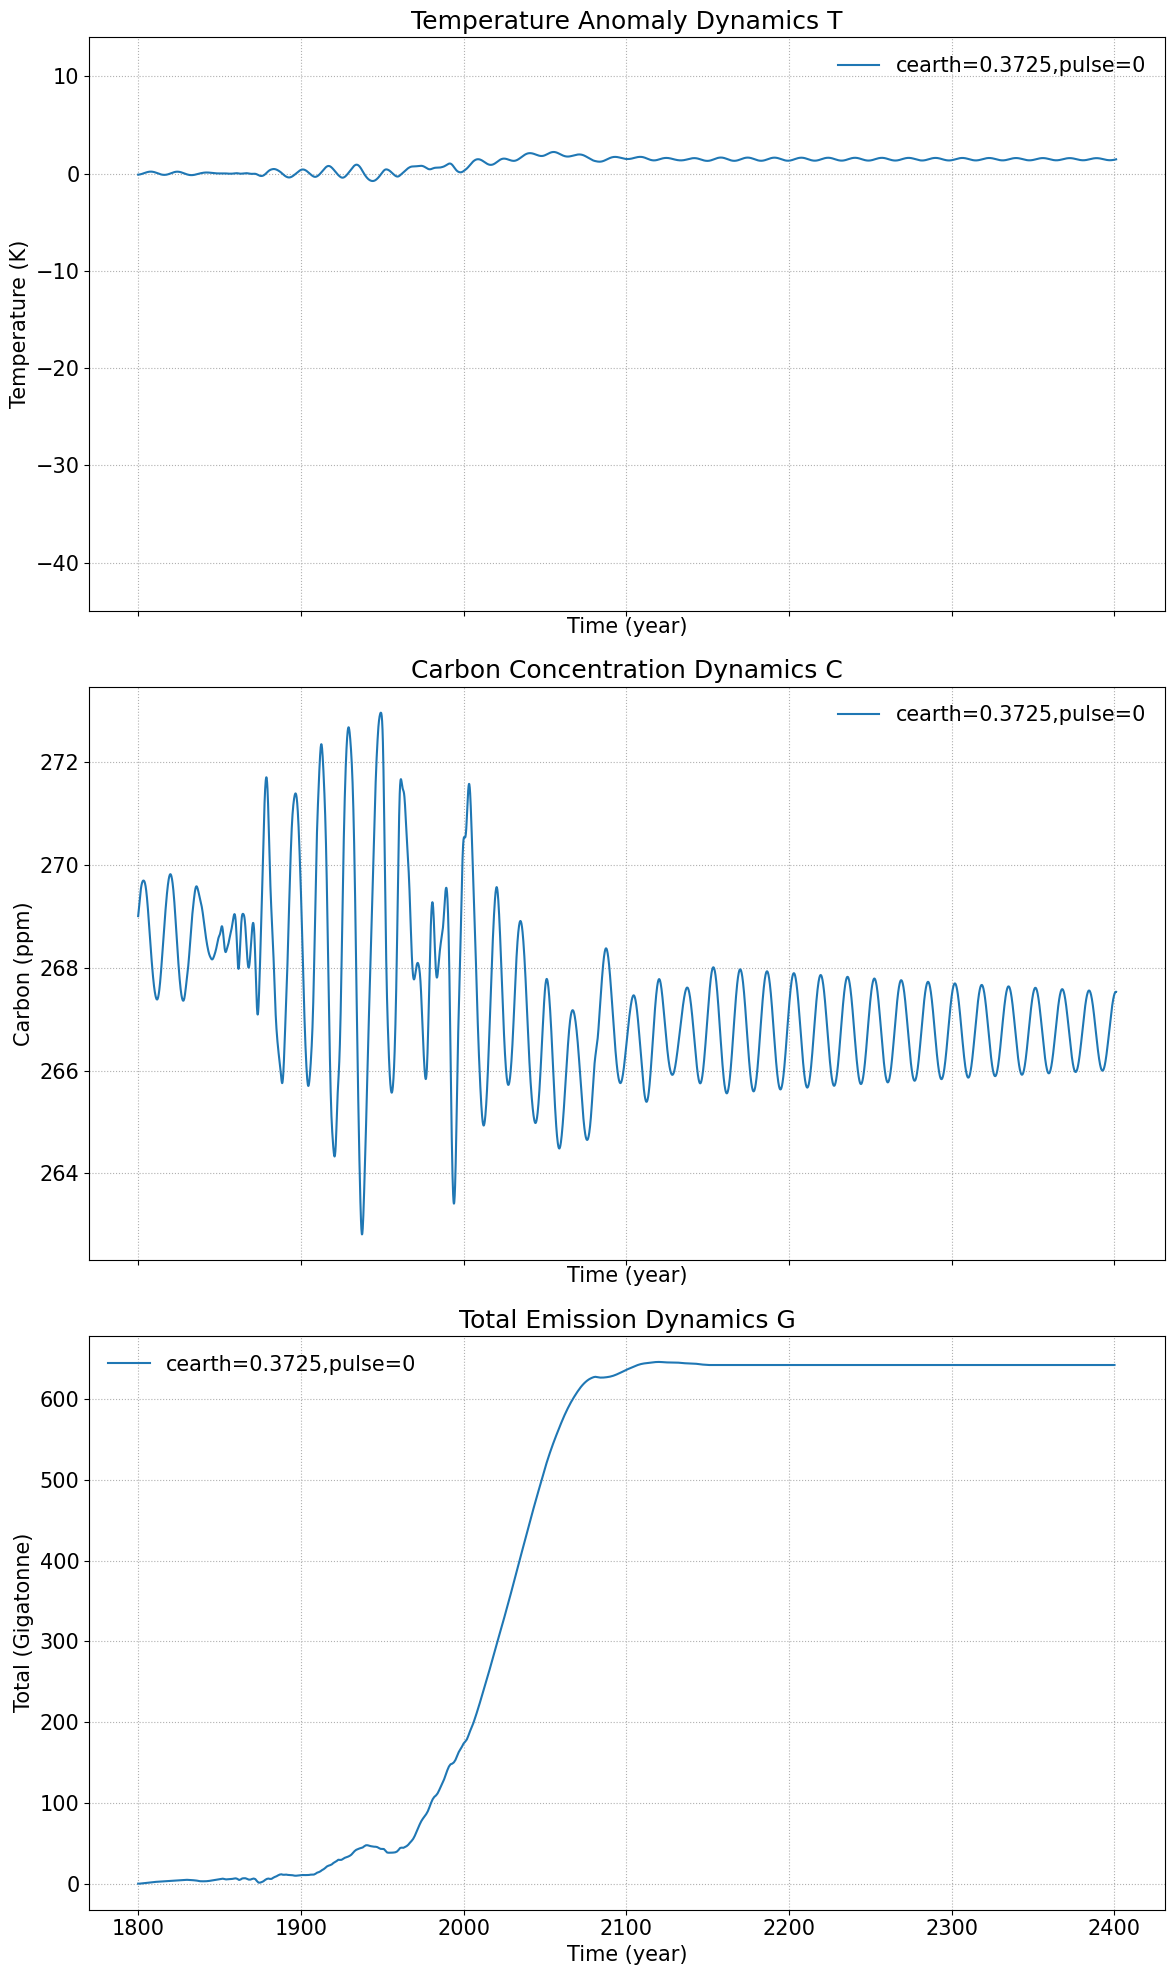 Temperature Anomaly Dynamics T
cearth=0.3725,pulse=0
10
0
−10
−20
−30
−40
Temperature (K)
Time (year)
Carbon Concentration Dynamics C
cearth=0.3725,pulse=0
272
270
268
266
264
Carbon (ppm)
Time (year)
Total Emission Dynamics G
cearth=0.3725,pulse=0
600
500
400
300
200
100
0
Total (Gigatonne)
1800 1900 2000 2100 2200 2300 2400
Time (year)